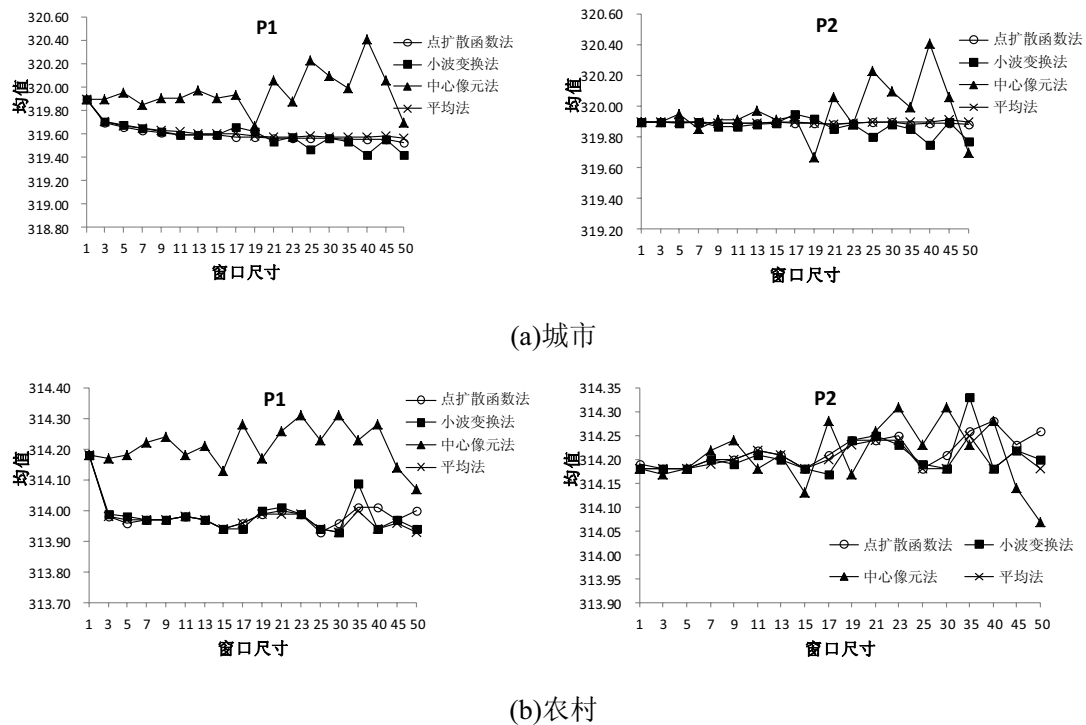 P1
320.60
320.40
320.20
320.00
319.80
319.60
319.40
319.20
319.00
318.80
均值
1 3 5 7 9 11 13 15 17 19 21 23 25 30 35 40 45 50
窗口尺寸
点扩散函数法
小波变换法
中心像元法
平均法
P2
320.60
320.40
320.20
320.00
319.80
319.60
319.40
319.20
均值
1 3 5 7 9 11 13 15 17 19 21 23 25 30 35 40 45 50
窗口尺寸
点扩散函数法
小波变换法
中心像元法
平均法
(a)城市
P1
314.40
314.30
314.20
314.10
314.00
313.90
313.80
313.70
均值
1 3 5 7 9 11 13 15 17 19 21 23 25 30 35 40 45 50
窗口尺寸
点扩散函数法
小波变换法
中心像元法
平均法
P2
314.35
314.30
314.25
314.20
314.15
314.10
314.05
314.00
313.95
313.90
均值
1 3 5 7 9 11 13 15 17 19 21 23 25 30 35 40 45 50
窗口尺寸
点扩散函数法 小波变换法
中心像元法 平均法
(b)农村